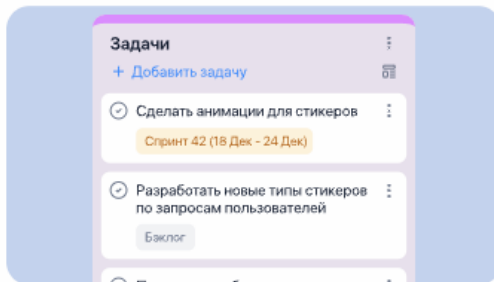 Задачи
+ Добавить задачу
Сделать анимации для стикеров
Спринт 42 (18 Дек - 24 Дек)
Разработать новые типы стикеров
по запросам пользователей
Бэклог